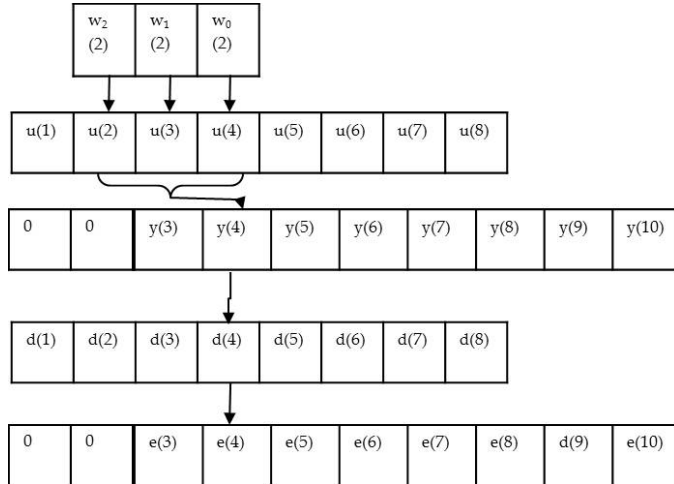 w₂ w₁ w₀
(2) (2) (2)
u(1) u(2) u(3) u(4) u(5) u(6) u(7) u(8)
0 0 y(3) y(4) y(5) y(6) y(7) y(8) y(9) y(10)
d(1) d(2) d(3) d(4) d(5) d(6) d(7) d(8)
0 0 e(3) e(4) e(5) e(6) e(7) e(8) d(9) e(10)